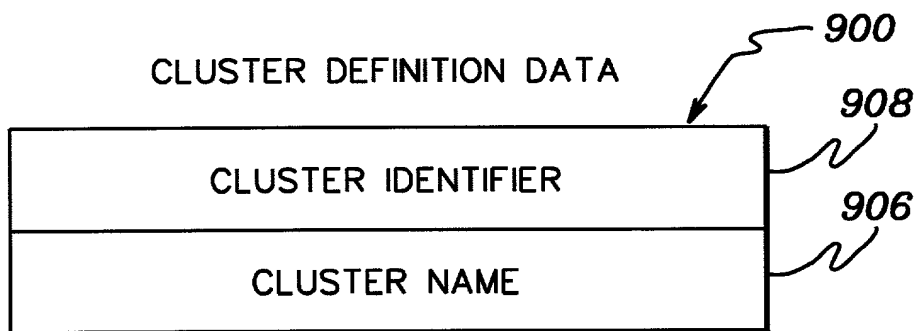 900
CLUSTER DEFINITION DATA
908
CLUSTER IDENTIFIER
906
CLUSTER NAME